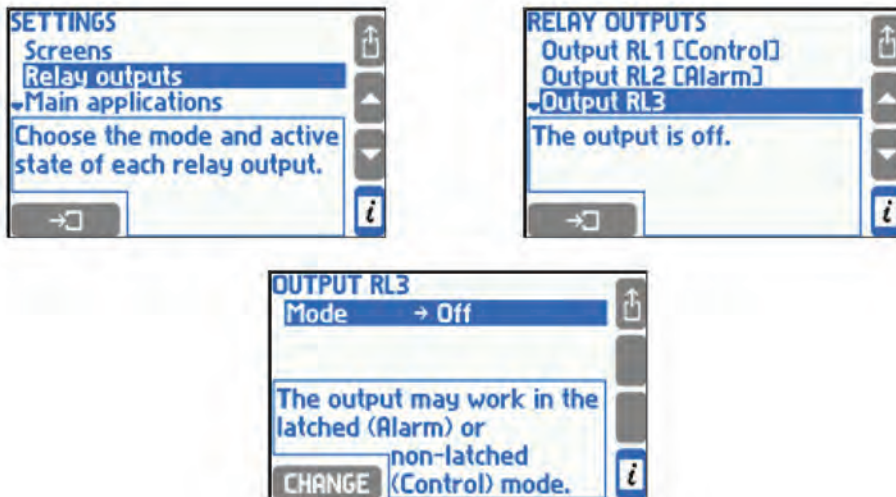 SETTINGS
Screens
Relay outputs
Main applications
Choose the mode and active
state of each relay output.
i
RELAY OUTPUTS
Output RL1 [Control]
Output RL2 [Alarm]
Output RL3
The output is off.
i
OUTPUT RL3
Mode → Off
The output may work in the
latched (Alarm) or
non-latched
CHANGE (Control) mode.
i